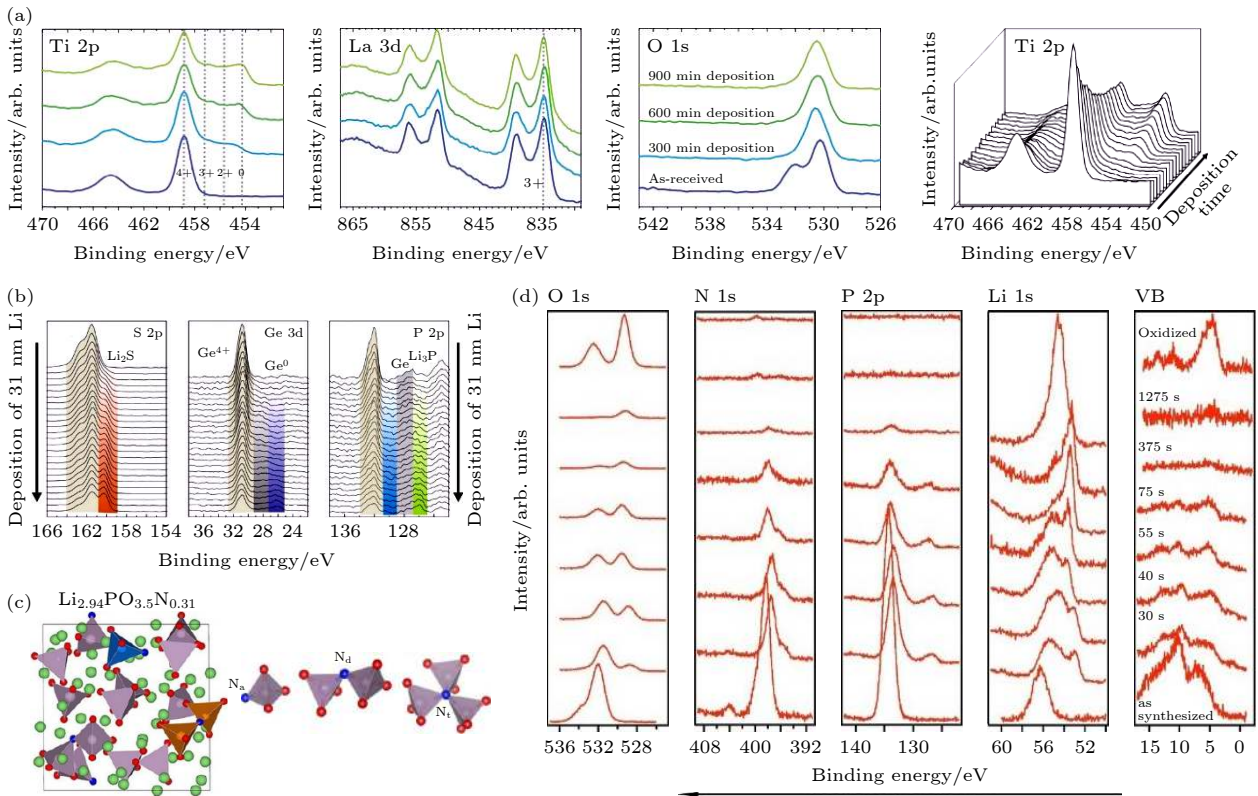 (a)
Ti 2p
Intensity/arb. units
4+ 3+ 2+ 0
470 466 462 458 454
Binding energy/eV
La 3d
Intensity/arb. units
3+
865 855 845 835
Binding energy/eV
O 1s
Intensity/arb. units
900 min deposition
600 min deposition
300 min deposition
As-received
542 538 534 530 526
Binding energy/eV
Ti 2p
Intensity/arb.units
470 466 462 458 454 450
Binding energy/eV
Deposition time
(b)
Deposition of 31 nm Li
S 2p
Li₂S
166 162 158 154
Ge 3d
Ge⁴⁺
Ge⁰
36 32 28 24
P 2p
Ge
Li₃P
136 128
Deposition of 31 nm Li
Binding energy/eV
(c)
Li₂.₉₄PO₃.₅N₀.₃₁
Nₐ
N_d
Nₜ
(d)
O 1s
N 1s
P 2p
Li 1s
VB
Intensity/arb. units
Oxidized
1275 s
375 s
75 s
55 s
40 s
30 s
as
synthesized
536 532 528
408 400 392
140 130
60 56 52
15 10 5 0
Binding energy/eV